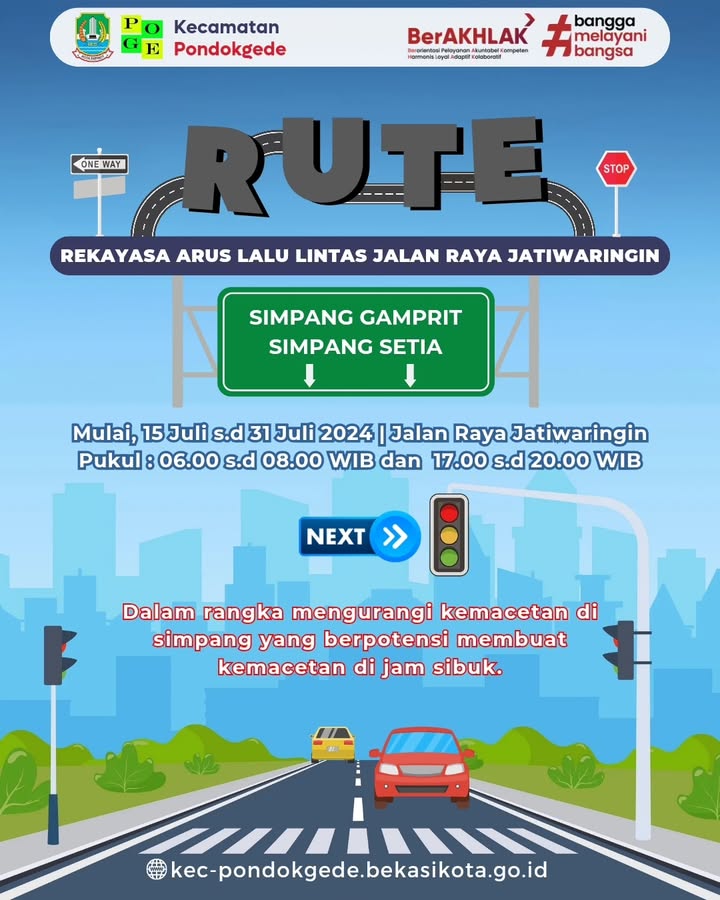 POGE
Kecamatan
Pondokgede
BerAKHLAK
Berorientasi Pelayanan Akuntabel Kompeten
Harmonis Loyal Adaptif Kolaboratif
#bangga
melayani
bangsa
RUTE
ONE WAY
STOP
REKAYASA ARUS LALU LINTAS JALAN RAYA JATIWARINGIN
SIMPANG GAMPRIT
SIMPANG SETIA
Mulai, 15 Juli s.d 31 Juli 2024 | Jalan Raya Jatiwaringin
Pukul : 06.00 s.d 08.00 WIB dan 17.00 s.d 20.00 WIB
NEXT
Dalam rangka mengurangi kemacetan di
simpang yang berpotensi membuat
kemacetan di jam sibuk.
kec-pondokgede.bekasikota.go.id